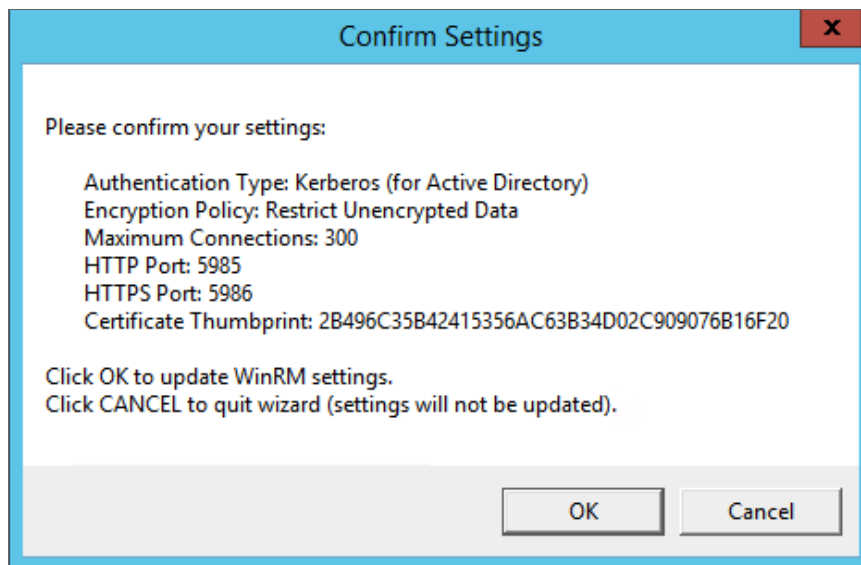 Confirm Settings
x
Please confirm your settings:
Authentication Type: Kerberos (for Active Directory)
Encryption Policy: Restrict Unencrypted Data
Maximum Connections: 300
HTTP Port: 5985
HTTPS Port: 5986
Certificate Thumbprint: 2B496C35B42415356AC63B34D02C909076B16F20
Click OK to update WinRM settings.
Click CANCEL to quit wizard (settings will not be updated).
OK
Cancel